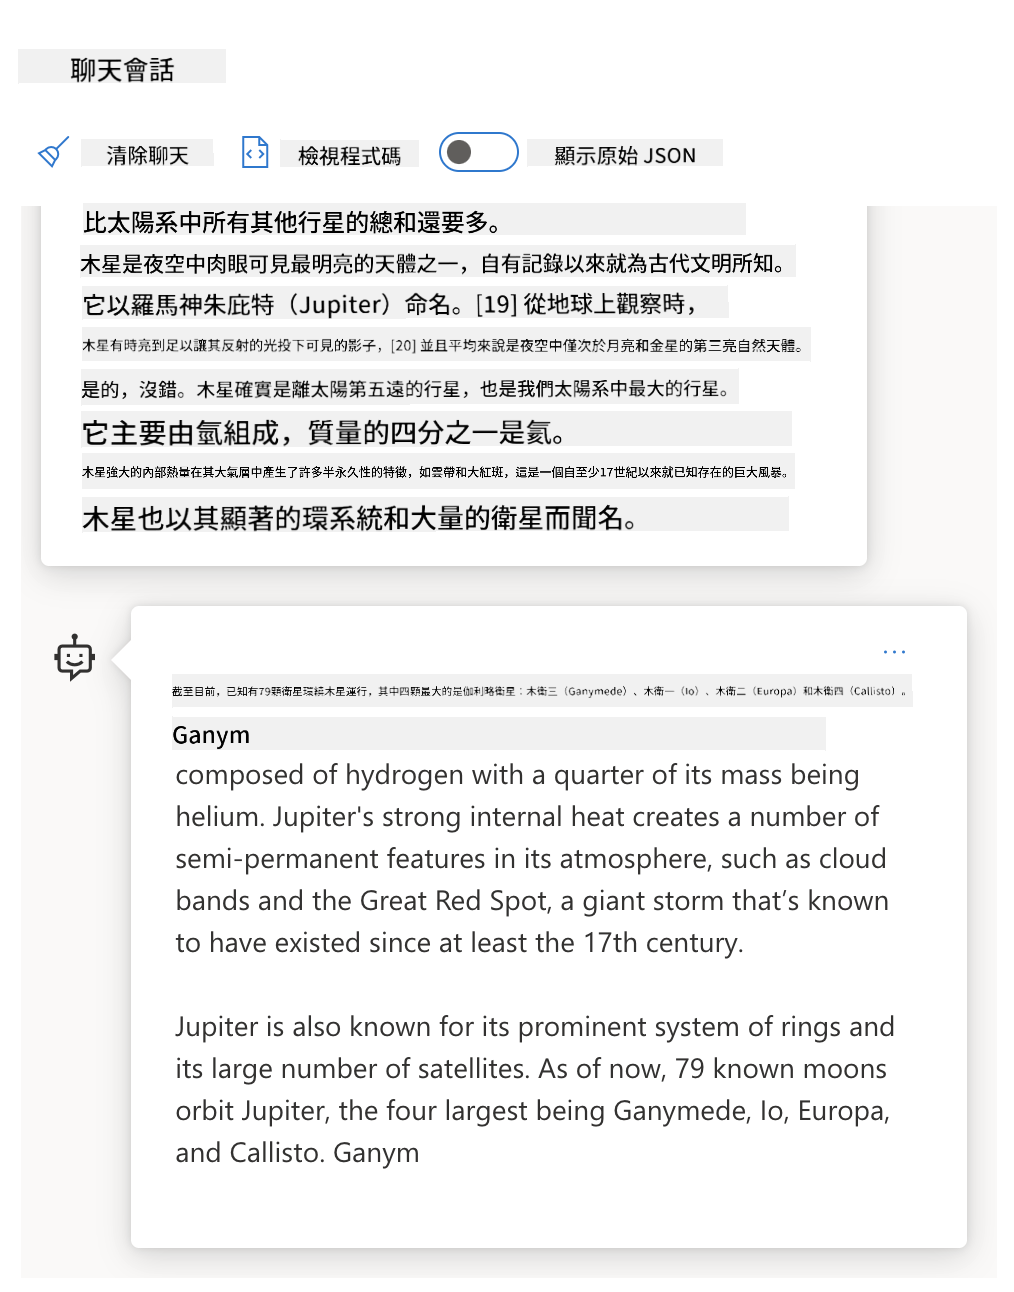 聊天會話
清除聊天
檢視程式碼
顯示原始 JSON
比太陽系中所有其他行星的總和還要多。
木星是夜空中肉眼可見最明亮的天體之一，自有記錄以來就為古代文明所知。
它以羅馬神朱庇特（Jupiter）命名。[19] 從地球上觀察時，
木星有時亮到足以讓其反射的光投下可見的影子，[20] 並且平均來說是夜空中僅次於月亮和金星的第三亮自然天體。
是的，沒錯。木星確實是離太陽第五遠的行星，也是我們太陽系中最大的行星。
它主要由氫組成，質量的四分之一是氦。
木星強大的內部熱量在其大氣層中產生了許多半永久性的特徵，如雲帶和大紅斑，這是一個自至少17世紀以來就已知存在的巨大風暴。
木星也以其顯著的環系統和大量的衛星而聞名。
...
截至目前，已知有79顆衛星環繞木星運行，其中四顆最大的是伽利略衛星：木衛三（Ganymede）、木衛一（Io）、木衛二（Europa）和木衛四（Callisto）。
Ganym
composed of hydrogen with a quarter of its mass being
helium. Jupiter's strong internal heat creates a number of
semi-permanent features in its atmosphere, such as cloud
bands and the Great Red Spot, a giant storm that’s known
to have existed since at least the 17th century.
Jupiter is also known for its prominent system of rings and
its large number of satellites. As of now, 79 known moons
orbit Jupiter, the four largest being Ganymede, Io, Europa,
and Callisto. Ganym